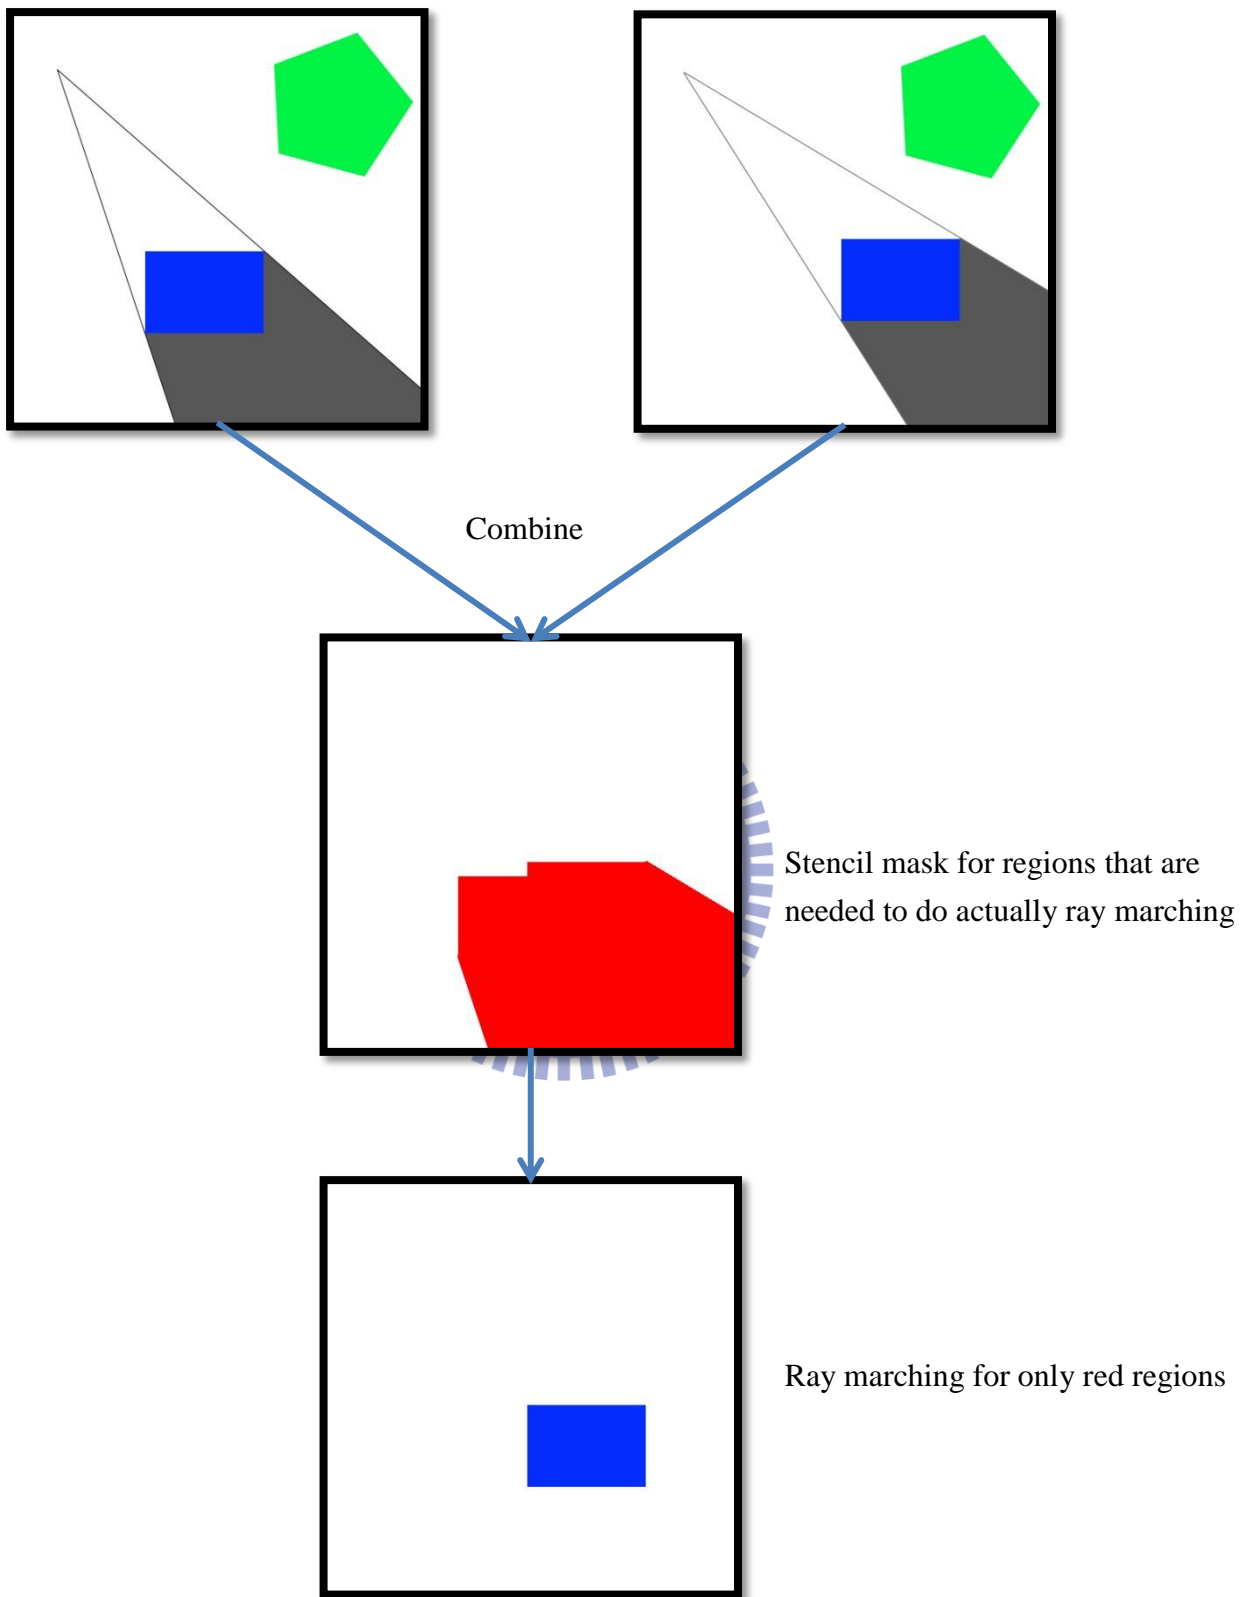 Combine
Stencil mask for regions that are
needed to do actually ray marching
Ray marching for only red regions